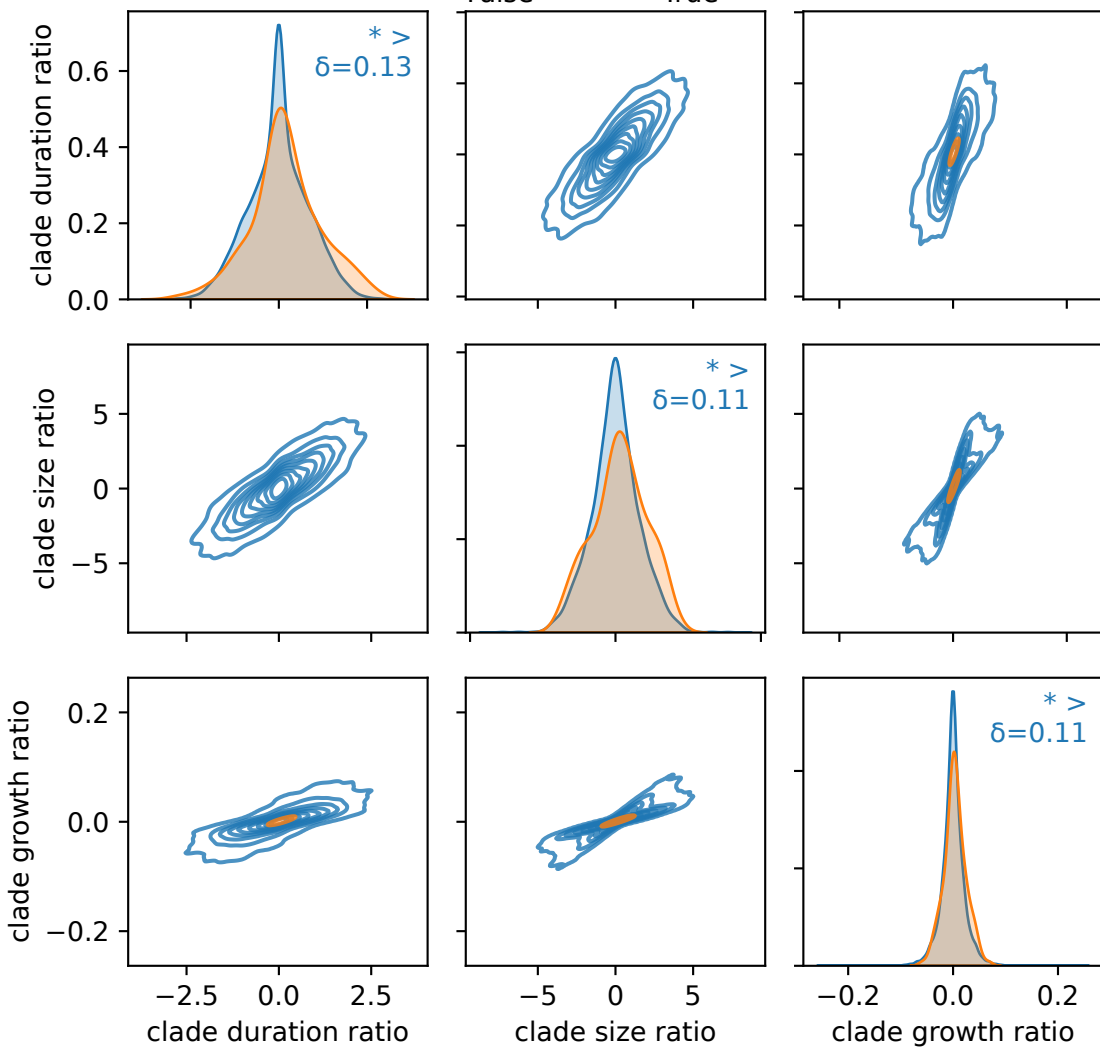 clade duration ratio
0.6
0.4
0.2
0.0
* >
δ=0.13
clade size ratio
5
0
−5
* >
δ=0.11
clade growth ratio
0.2
0.0
−0.2
* >
δ=0.11
−2.5 0.0 2.5
−5 0 5
−0.2 0.0 0.2
clade duration ratio
clade size ratio
clade growth ratio